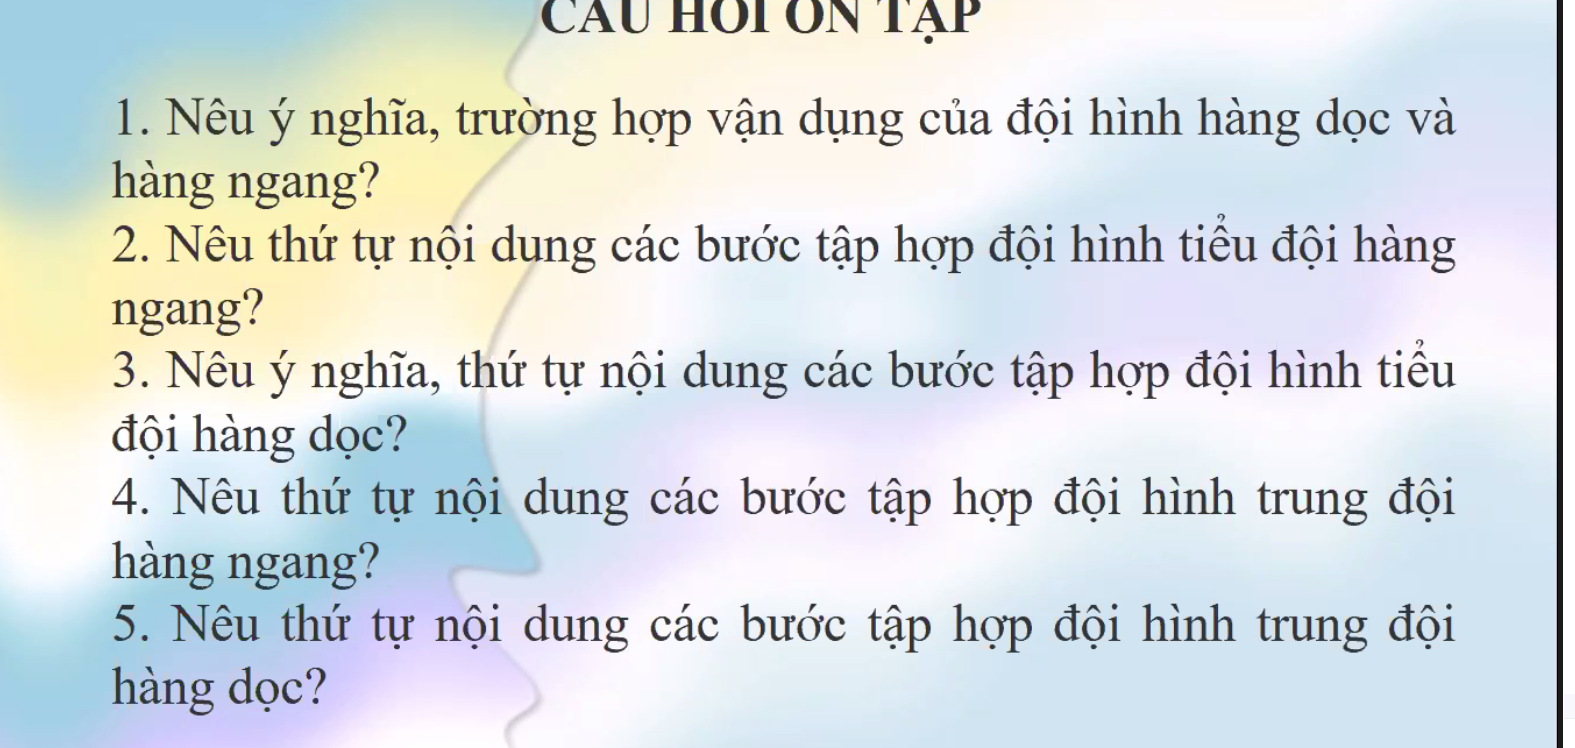 CÂU HỎI ÔN TẬP
1. Nêu ý nghĩa, trường hợp vận dụng của đội hình hàng dọc và
hàng ngang?
2. Nêu thứ tự nội dung các bước tập hợp đội hình tiểu đội hàng
ngang?
3. Nêu ý nghĩa, thứ tự nội dung các bước tập hợp đội hình tiểu
đội hàng dọc?
4. Nêu thứ tự nội dung các bước tập hợp đội hình trung đội
hàng ngang?
5. Nêu thứ tự nội dung các bước tập hợp đội hình trung đội
hàng dọc?